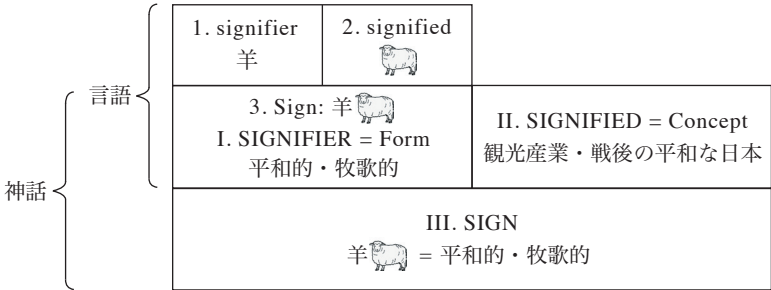 1. signifier
羊
2. signified
言語
3. Sign: 羊
I. SIGNIFIER = Form
平和的・牧歌的
II. SIGNIFIED = Concept
観光産業・戦後の平和な日本
神話
III. SIGN
羊 = 平和的・牧歌的